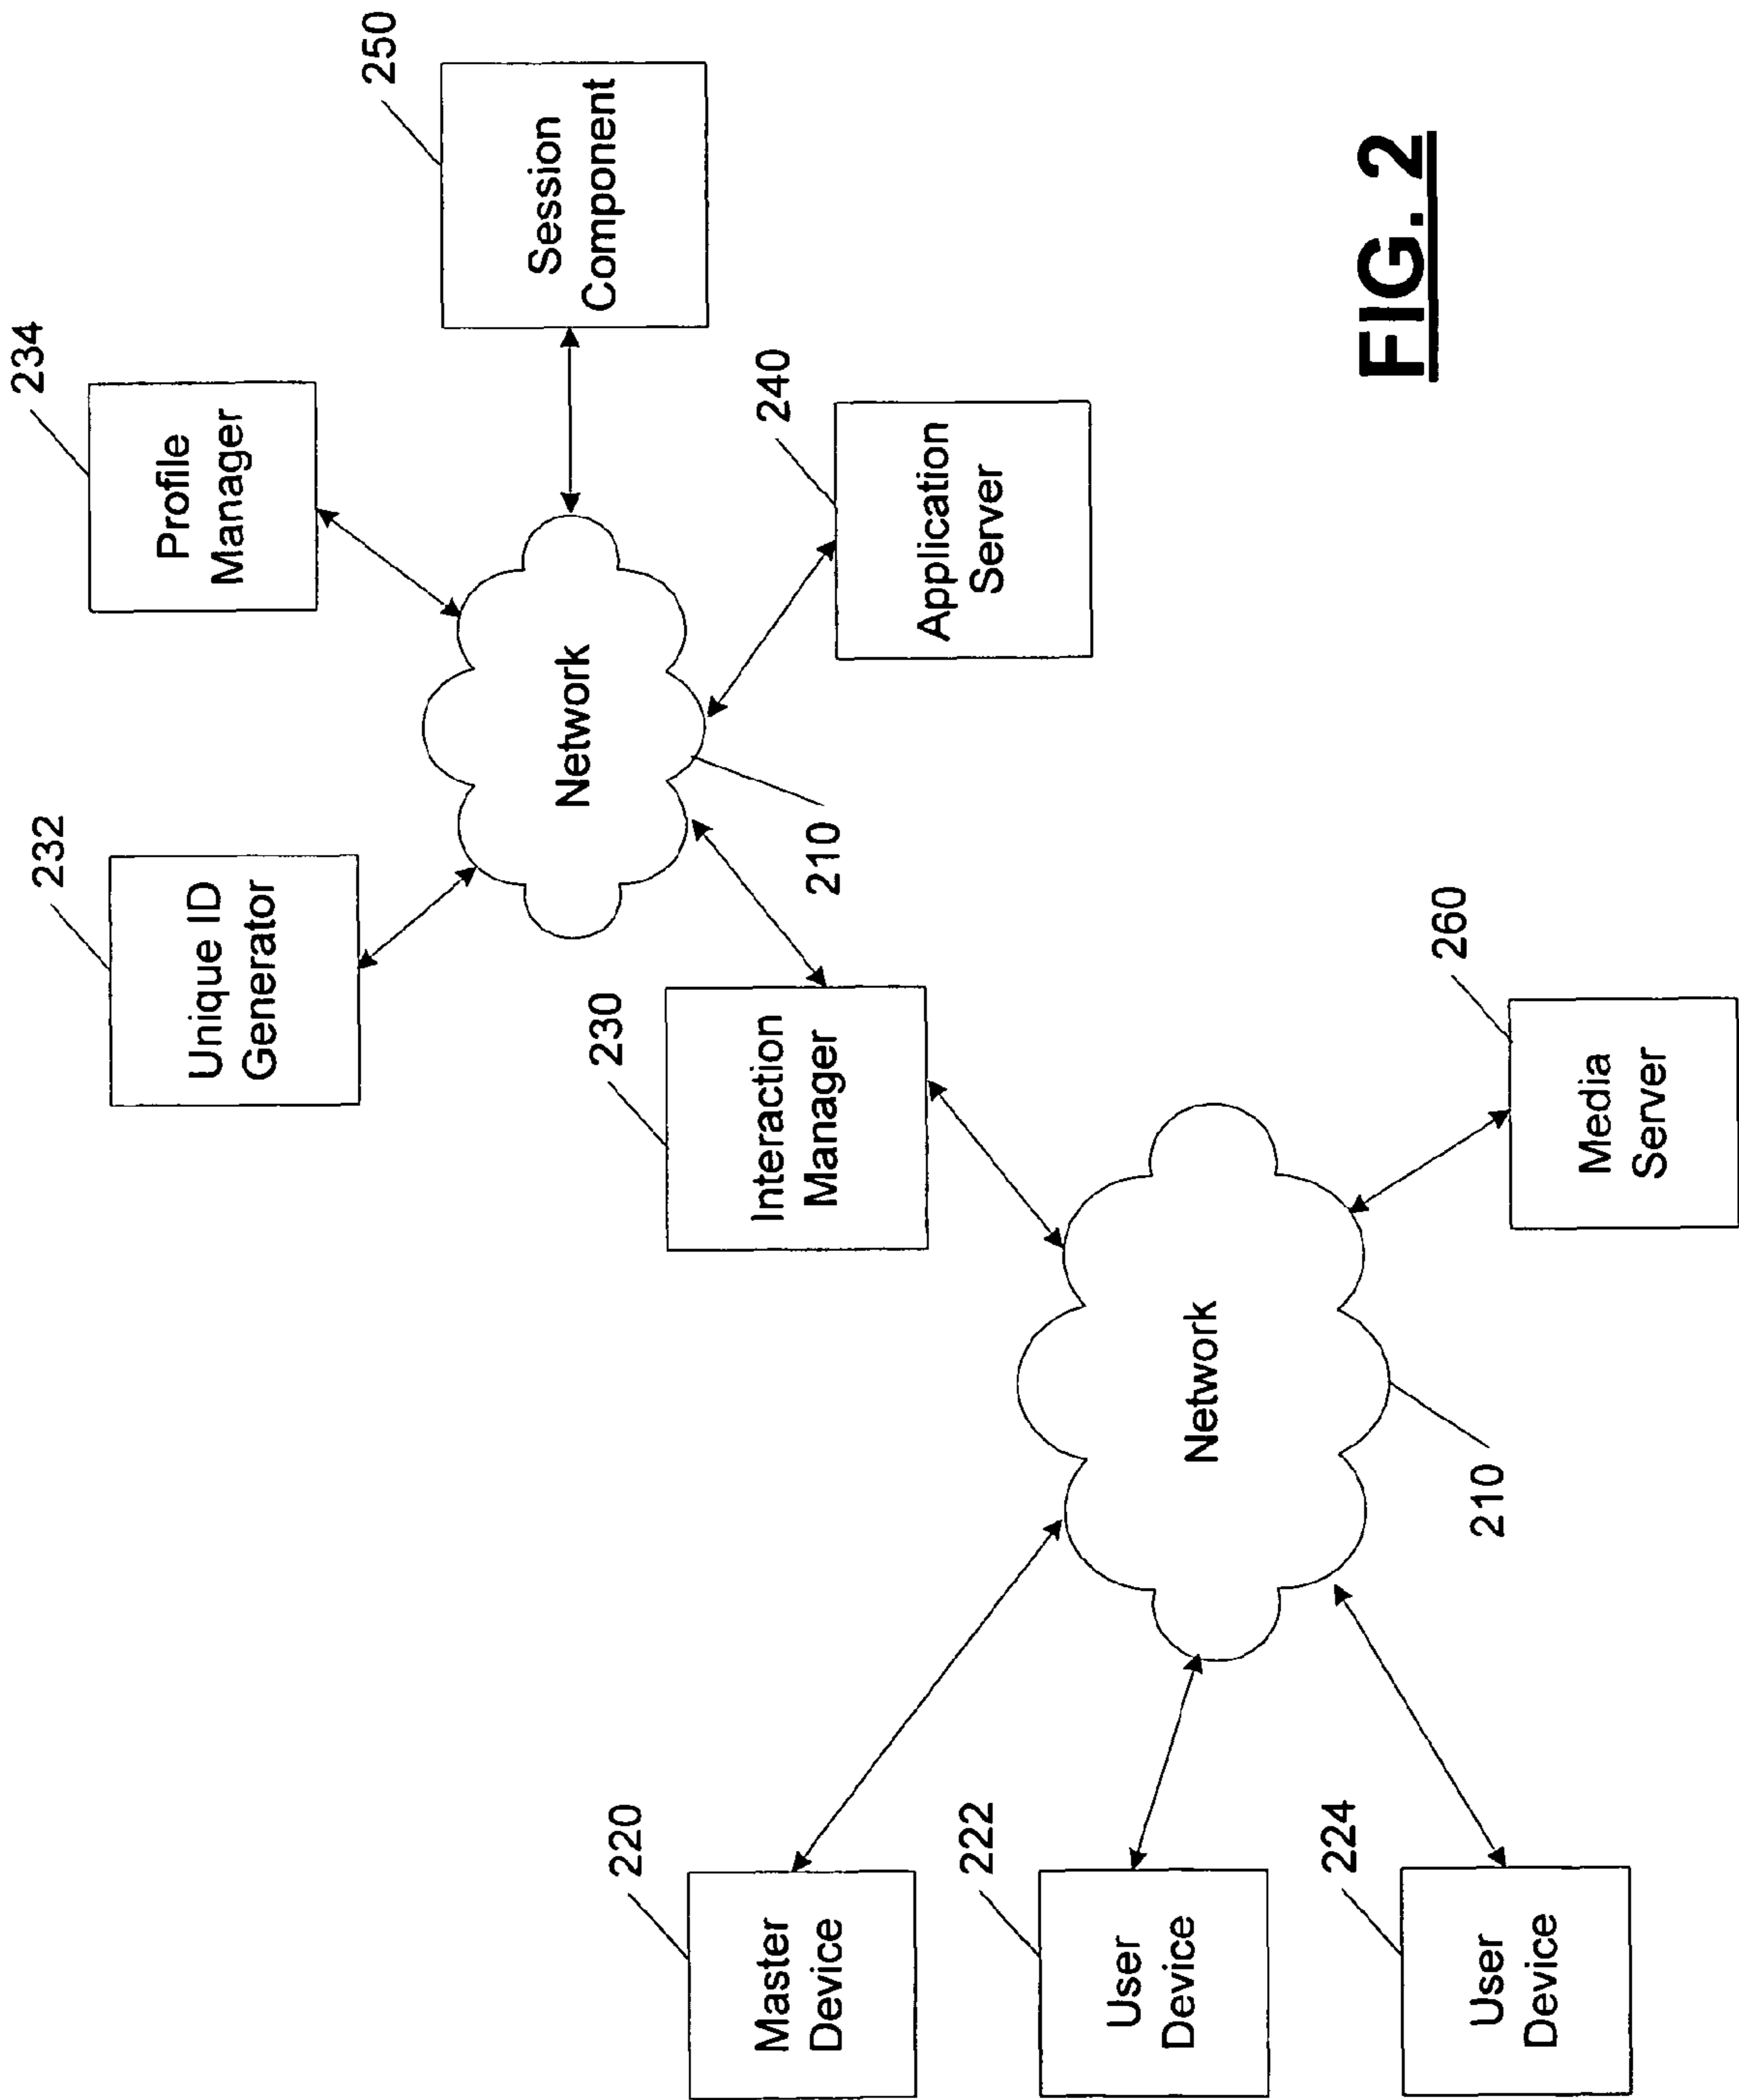 232
Unique ID
Generator
234
Profile
Manager
250
Session
Component
Network
210
230
Interaction
Manager
240
Application
Server
220
Master
Device
222
User
Device
224
User
Device
Network
210
260
Media
Server
FIG. 2